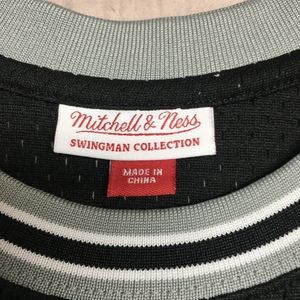 Mitchell & Ness
SWINGMAN COLLECTION
MADE IN
CHINA